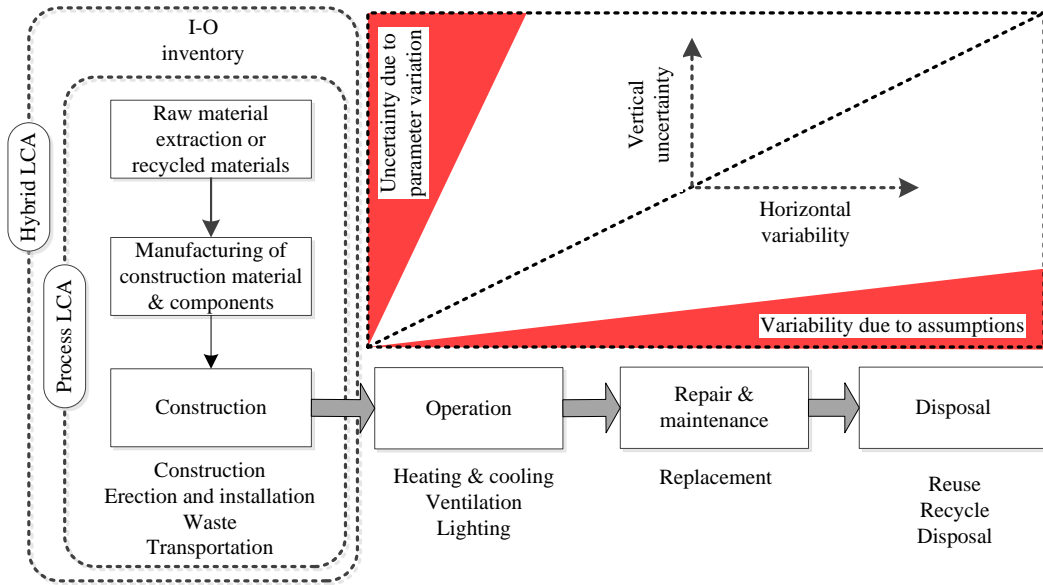 I-O
inventory
Hybrid LCA
Process LCA
Raw material
extraction or
recycled materials
Manufacturing of
construction material
& components
Construction
Construction
Erection and installation
Waste
Transportation
Uncertainty due to
parameter variation
Vertical
uncertainty
Horizontal
variability
Variability due to assumptions
Operation
Heating & cooling
Ventilation
Lighting
Repair &
maintenance
Replacement
Disposal
Reuse
Recycle
Disposal